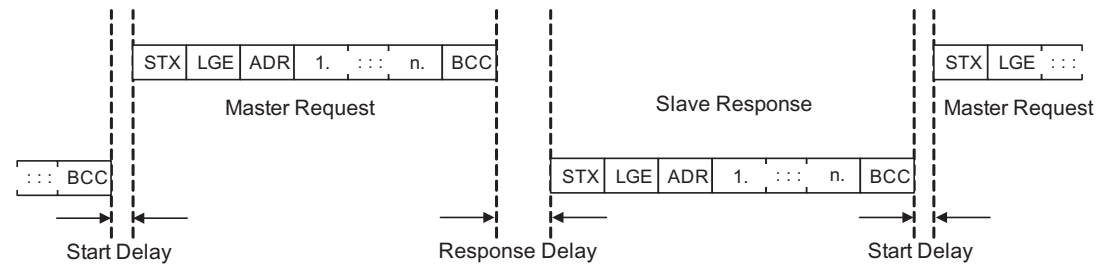 STX LGE ADR 1. : : : n. BCC STX LGE : : :
Master Request Slave Response Master Request
: : : BCC STX LGE ADR 1. : : : n. BCC
Start Delay Response Delay Start Delay